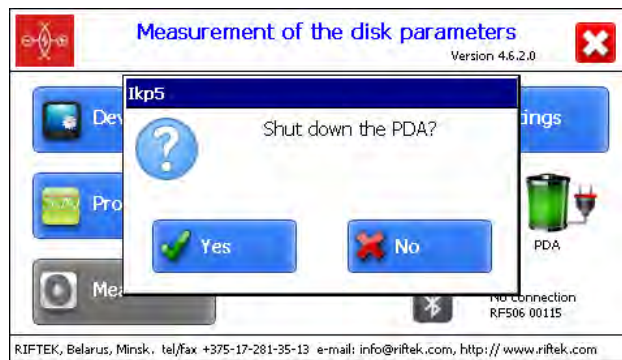 Measurement of the disk parameters
Version 4.6.2.0
Ikp5
Shut down the PDA?
Yes
No
PDA
No connection
RF506 00115
RIFTEK, Belarus, Minsk. tel/fax +375-17-281-35-13 e-mail: info@riftek.com, http://www.riftek.com